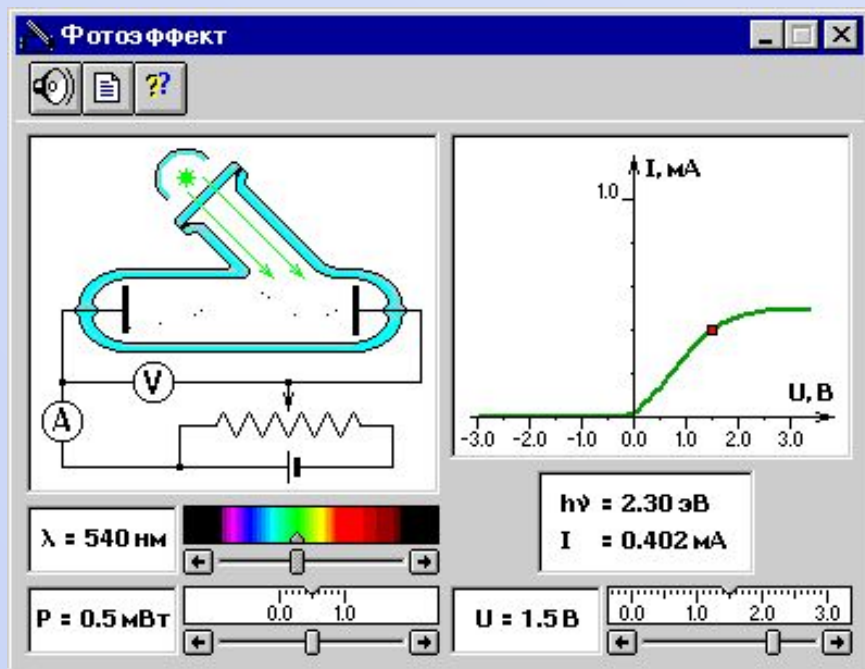 Фотоэффект
??
I, мА
1.0
U, В
-3.0 -2.0 -1.0 0.0 1.0 2.0 3.0
V
A
hν = 2.30 эВ
I = 0.402 мА
λ = 540 нм
P = 0.5 мВт
0.0 1.0
U = 1.5 В
0.0 1.0 2.0 3.0